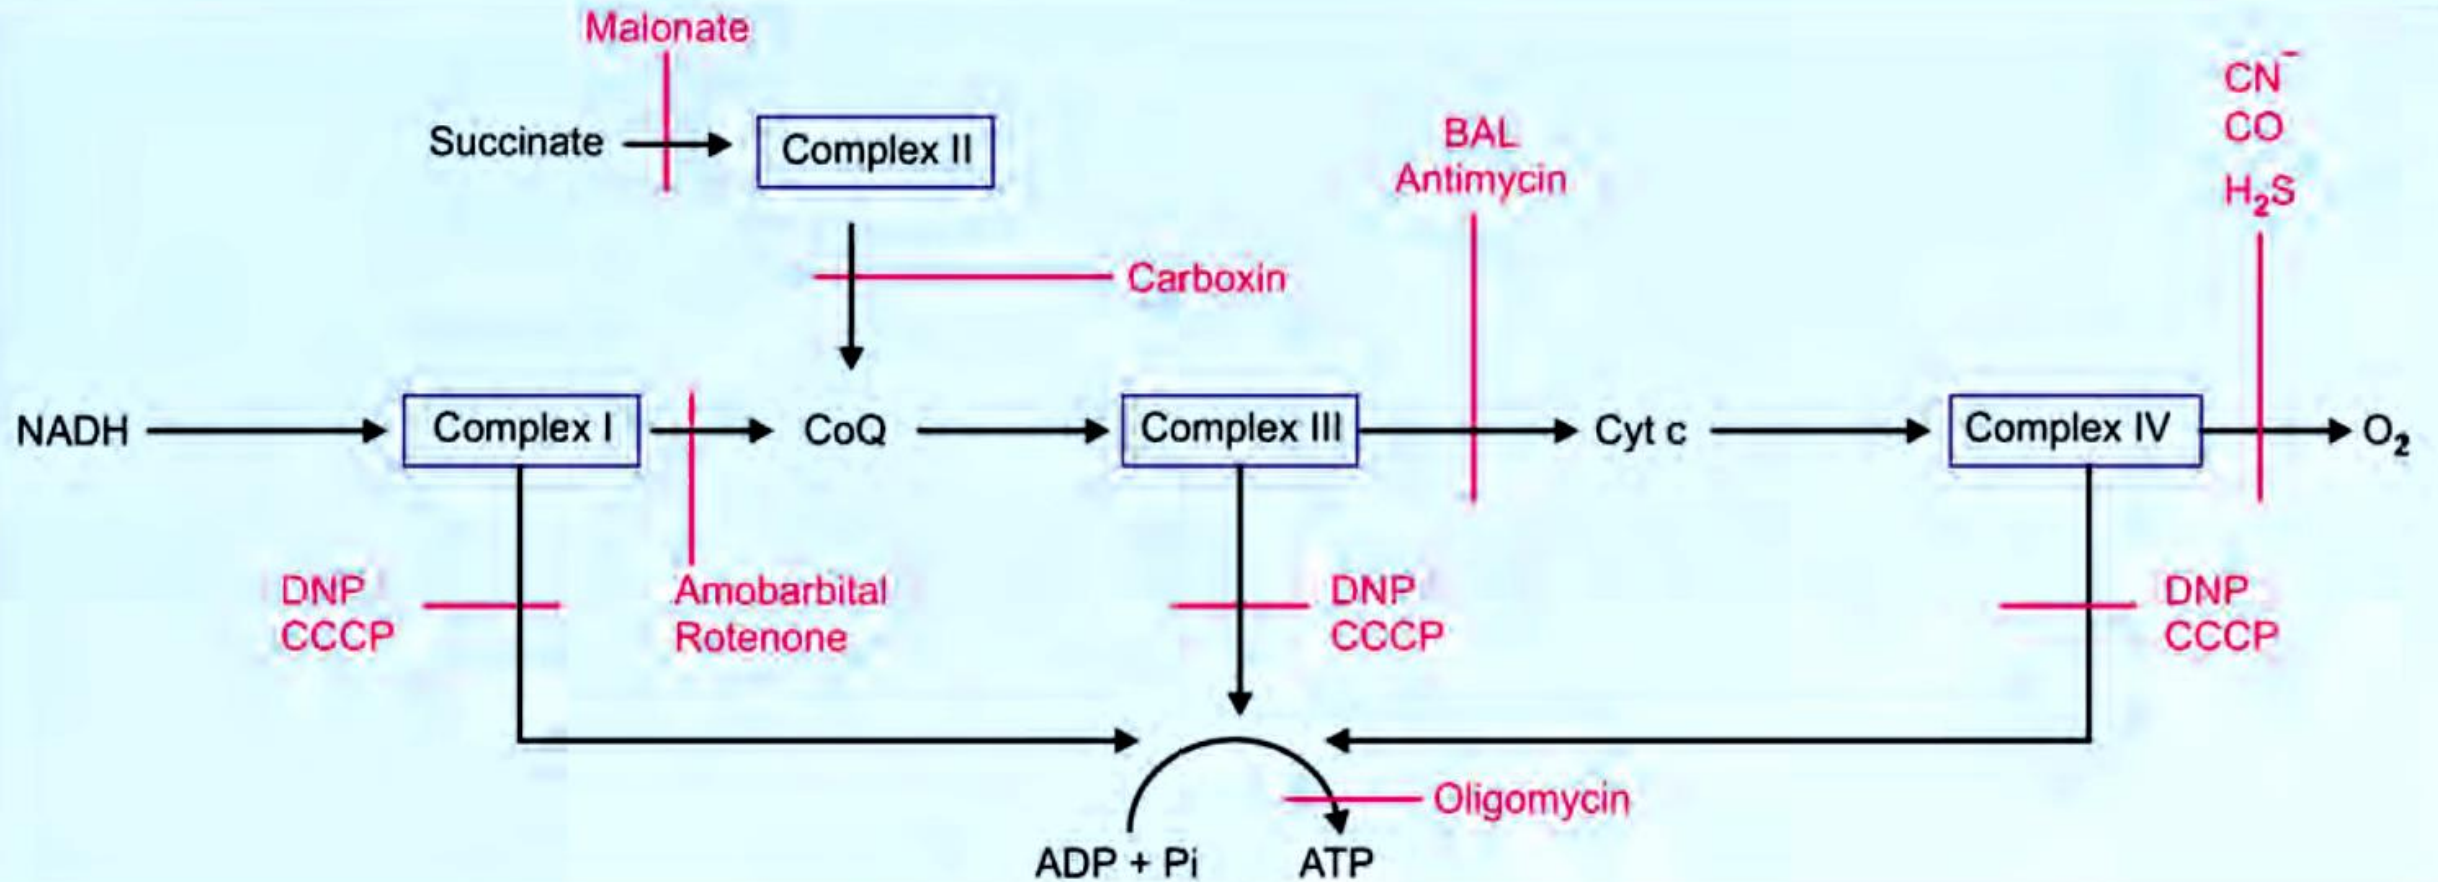 Malonate
CN⁻
CO
H₂S
BAL
Antimycin
Succinate
Complex II
Carboxin
NADH
Complex I
CoQ
Complex III
Cyt c
Complex IV
O₂
DNP
CCCP
Amobarbital
Rotenone
DNP
CCCP
DNP
CCCP
Oligomycin
ADP + Pi
ATP